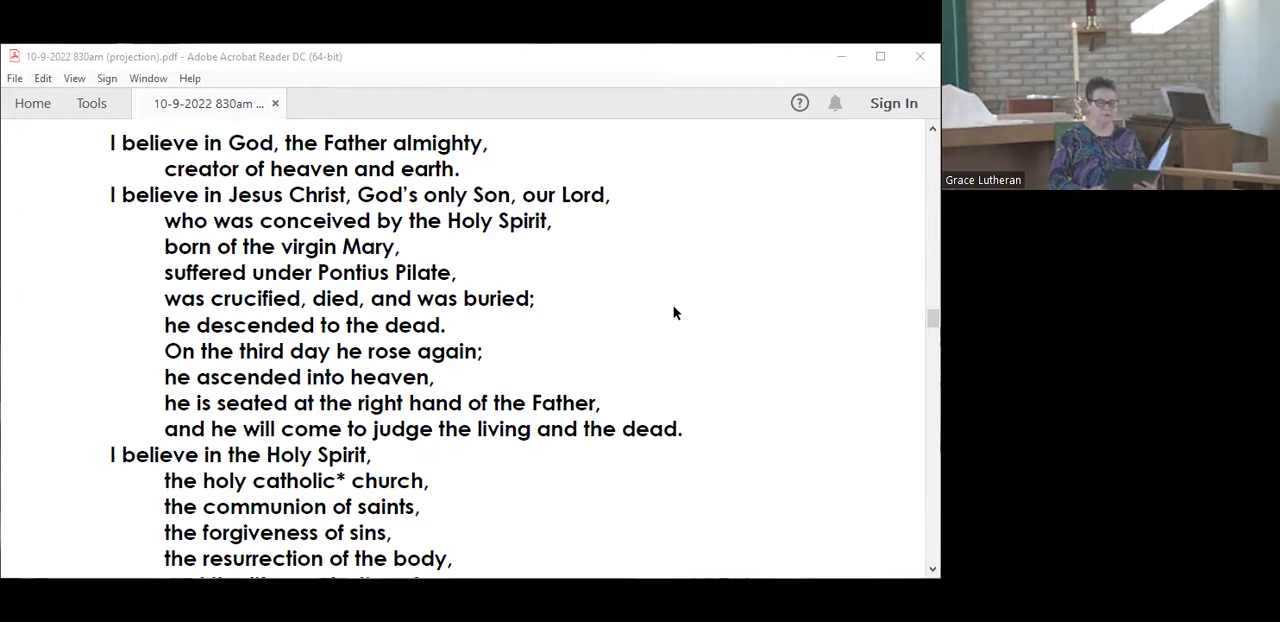 10-9-2022 830am (projection).pdf - Adobe Acrobat Reader DC (64-bit)
File Edit View Sign Window Help
Home Tools 10-9-2022 830am ... × Sign In
I believe in God, the Father almighty,
creator of heaven and earth.
I believe in Jesus Christ, God's only Son, our Lord,
who was conceived by the Holy Spirit,
born of the virgin Mary,
suffered under Pontius Pilate,
was crucified, died, and was buried;
he descended to the dead.
On the third day he rose again;
he ascended into heaven,
he is seated at the right hand of the Father,
and he will come to judge the living and the dead.
I believe in the Holy Spirit,
the holy catholic* church,
the communion of saints,
the forgiveness of sins,
the resurrection of the body,
Grace Lutheran